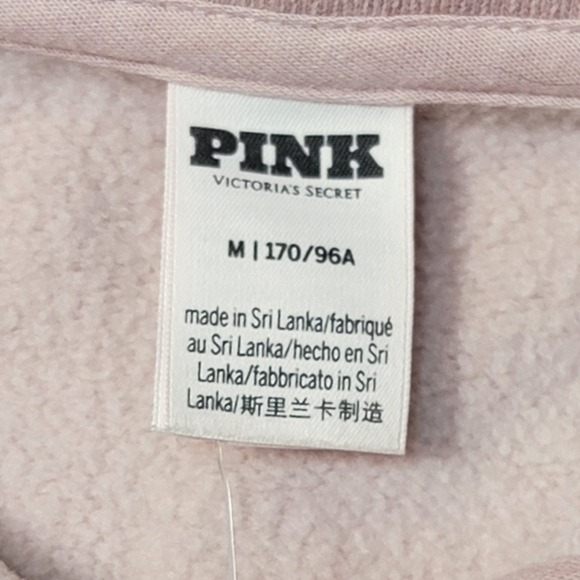 PINK
VICTORIA'S SECRET
M | 170/96A
made in Sri Lanka/fabriqué
au Sri Lanka/hecho en Sri
Lanka/fabbricato in Sri
Lanka/斯里兰卡制造